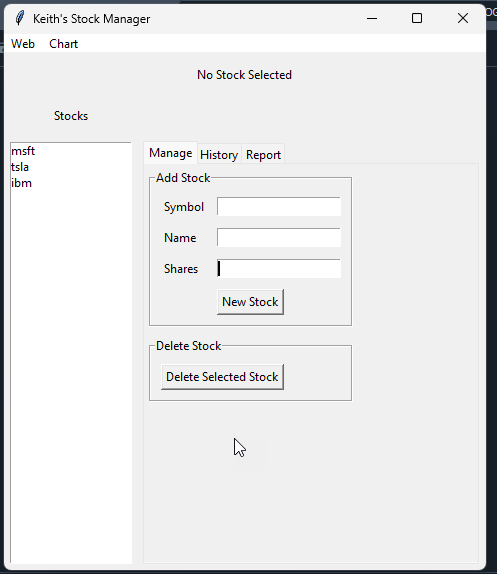 Keith's Stock Manager
Web Chart
No Stock Selected
Stocks
msft
tsla
ibm
Manage History Report
Add Stock
Symbol
Name
Shares
New Stock
Delete Stock
Delete Selected Stock